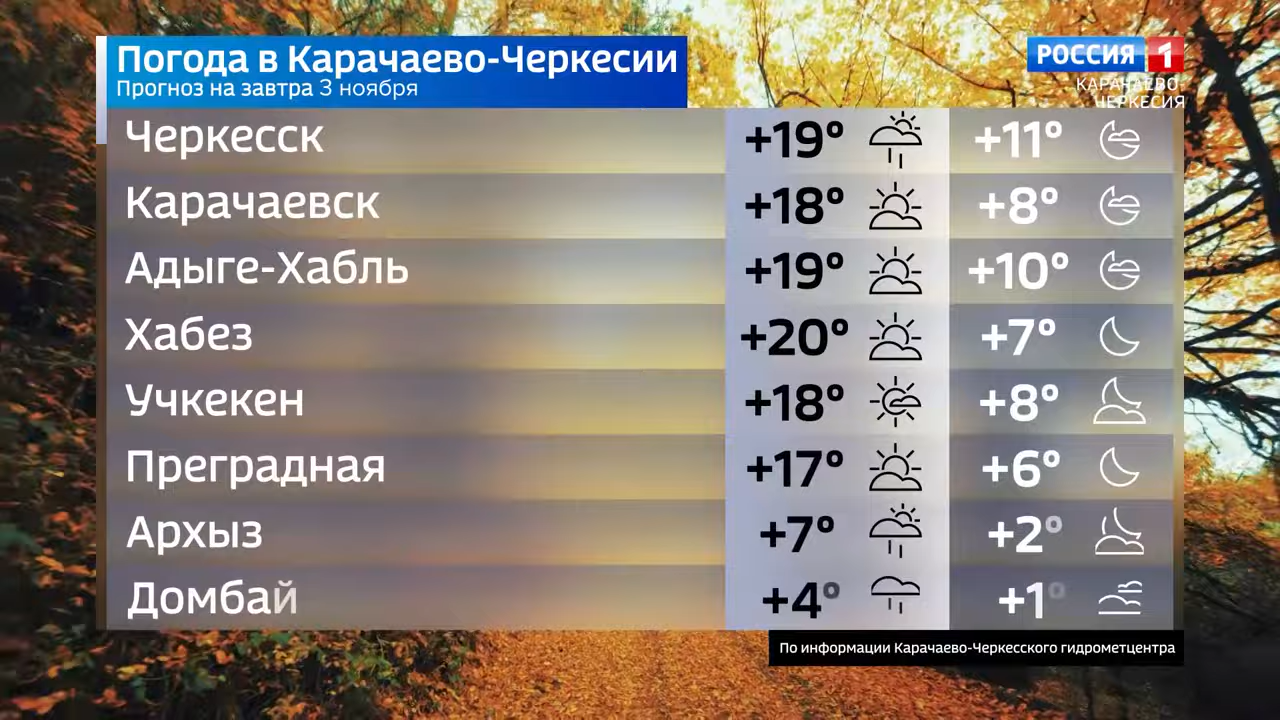 Погода в Карачаево-Черкесии
Прогноз на завтра 3 ноября
РОССИЯ 1
КАРАЧАЕВО-
ЧЕРКЕСИЯ
Черкесск +19° +11°
Карачаевск +18° +8°
Адыге-Хабль +19° +10°
Хабез +20° +7°
Учкекен +18° +8°
Преградная +17° +6°
Архыз +7° +2°
Домбай +4° +1°
По информации Карачаево-Черкесского гидрометцентра